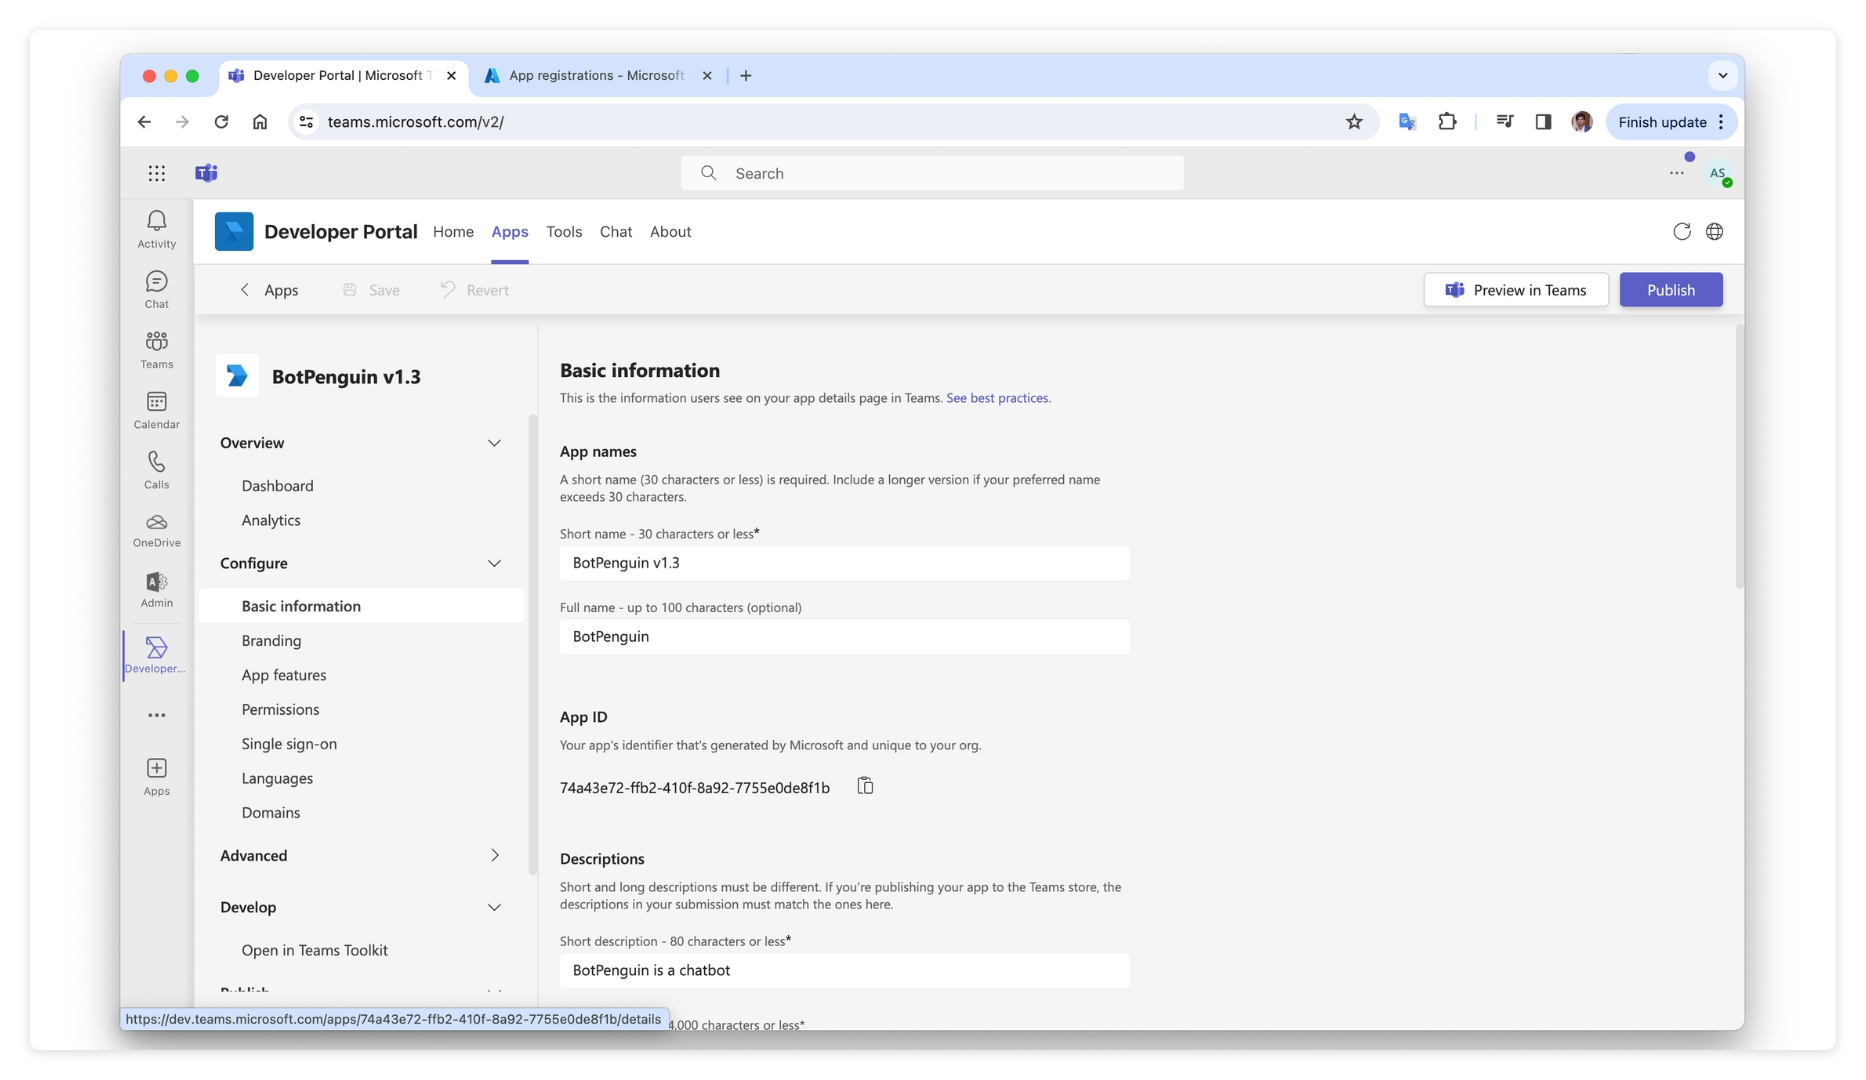 Developer Portal | Microsoft T
App registrations - Microsoft
teams.microsoft.com/v2/
Finish update
Search
AS
Activity
Chat
Teams
Calendar
Calls
OneDrive
Admin
Developer...
Apps
Developer Portal
Home
Apps
Tools
Chat
About
Apps
Save
Revert
Preview in Teams
Publish
BotPenguin v1.3
Overview
Dashboard
Analytics
Configure
Basic information
Branding
App features
Permissions
Single sign-on
Languages
Domains
Advanced
Develop
Open in Teams Toolkit
Publish
Basic information
This is the information users see on your app details page in Teams. See best practices.
App names
A short name (30 characters or less) is required. Include a longer version if your preferred name
exceeds 30 characters.
Short name - 30 characters or less*
BotPenguin v1.3
Full name - up to 100 characters (optional)
BotPenguin
App ID
Your app's identifier that's generated by Microsoft and unique to your org.
74a43e72-ffb2-410f-8a92-7755e0de8f1b
Descriptions
Short and long descriptions must be different. If you’re publishing your app to the Teams store, the
descriptions in your submission must match the ones here.
Short description - 80 characters or less*
BotPenguin is a chatbot
4,000 characters or less*
https://dev.teams.microsoft.com/apps/74a43e72-ffb2-410f-8a92-7755e0de8f1b/details